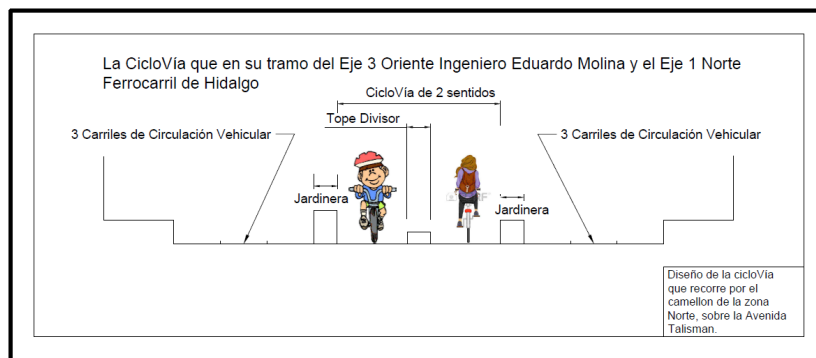 La CicloVía que en su tramo del Eje 3 Oriente Ingeniero Eduardo Molina y el Eje 1 Norte
Ferrocarril de Hidalgo
CicloVía de 2 sentidos
Tope Divisor
3 Carriles de Circulación Vehicular
3 Carriles de Circulación Vehicular
Jardinera
Jardinera
Diseño de la cicloVía
que recorre por el
camellon de la zona
Norte, sobre la Avenida
Talisman.